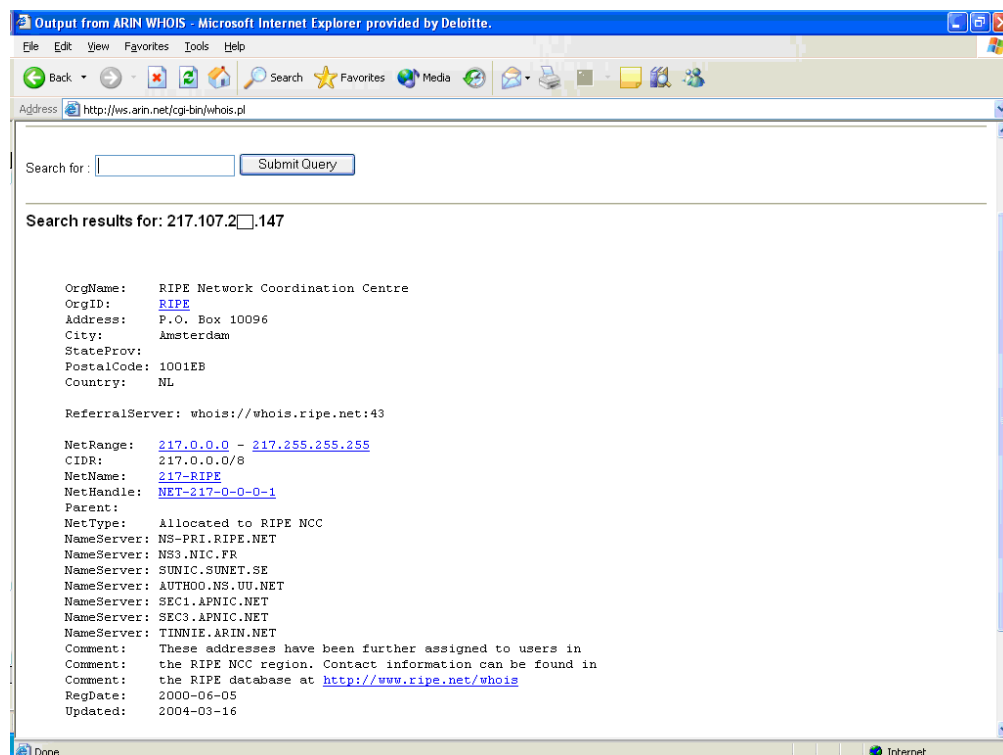 Output from ARIN WHOIS - Microsoft Internet Explorer provided by Deloitte.
File Edit View Favorites Tools Help
Back Search Favorites Media
Address http://ws.arin.net/cgi-bin/whois.pl
Search for : Submit Query
Search results for: 217.107.2□.147
OrgName: RIPE Network Coordination Centre
OrgID: RIPE
Address: P.O. Box 10096
City: Amsterdam
StateProv:
PostalCode: 1001EB
Country: NL
ReferralServer: whois://whois.ripe.net:43
NetRange: 217.0.0.0 - 217.255.255.255
CIDR: 217.0.0.0/8
NetName: 217-RIPE
NetHandle: NET-217-0-0-0-1
Parent:
NetType: Allocated to RIPE NCC
NameServer: NS-PRI.RIPE.NET
NameServer: NS3.NIC.FR
NameServer: SUNIC.SUNET.SE
NameServer: AUTH00.NS.UU.NET
NameServer: SEC1.APNIC.NET
NameServer: SEC3.APNIC.NET
NameServer: TINNIE.ARIN.NET
Comment: These addresses have been further assigned to users in
Comment: the RIPE NCC region. Contact information can be found in
Comment: the RIPE database at http://www.ripe.net/whois
RegDate: 2000-06-05
Updated: 2004-03-16
Done Internet